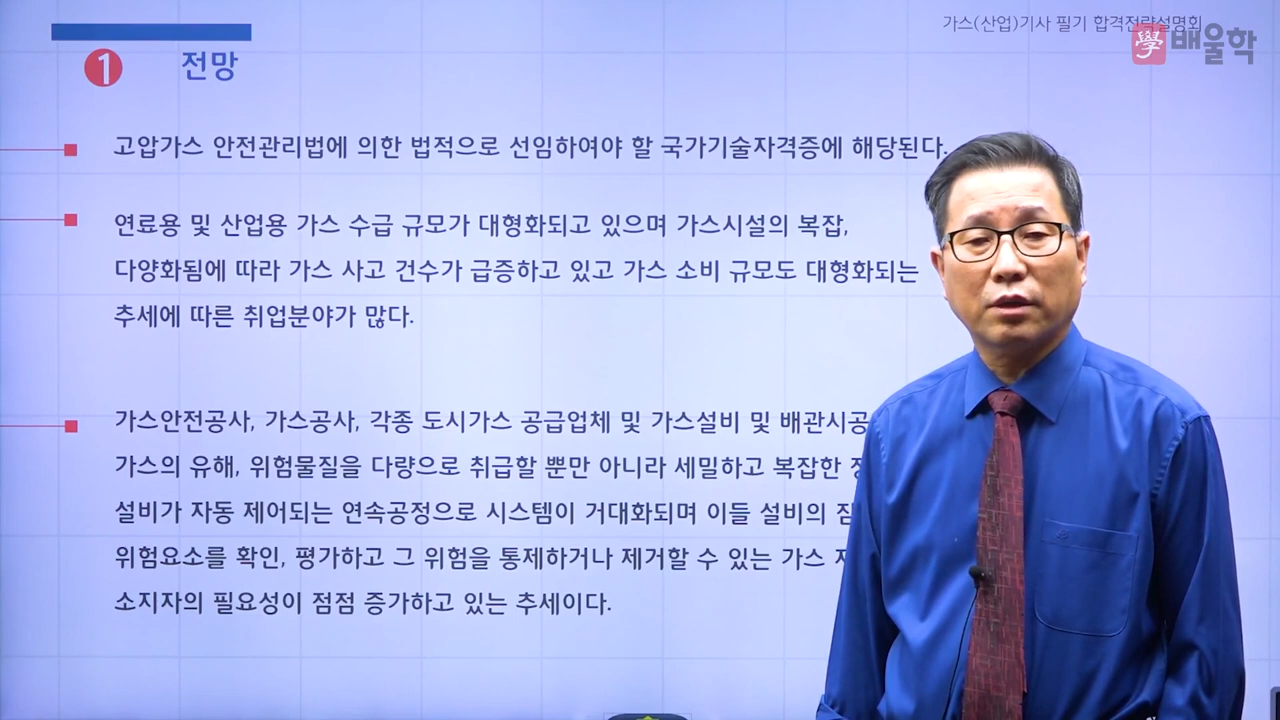 가스(산업)기사 필기 합격전략설명회
學 배울학
1 전망
고압가스 안전관리법에 의한 법적으로 선임하여야 할 국가기술자격증에 해당된다.
연료용 및 산업용 가스 수급 규모가 대형화되고 있으며 가스시설의 복잡,
다양화됨에 따라 가스 사고 건수가 급증하고 있고 가스 소비 규모도 대형화되는
추세에 따른 취업분야가 많다.
가스안전공사, 가스공사, 각종 도시가스 공급업체 및 가스설비 및 배관시공
가스의 유해, 위험물질을 다량으로 취급할 뿐만 아니라 세밀하고 복잡한
설비가 자동 제어되는 연속공정으로 시스템이 거대화되며 이들 설비의
위험요소를 확인, 평가하고 그 위험을 통제하거나 제거할 수 있는 가스
소지자의 필요성이 점점 증가하고 있는 추세이다.